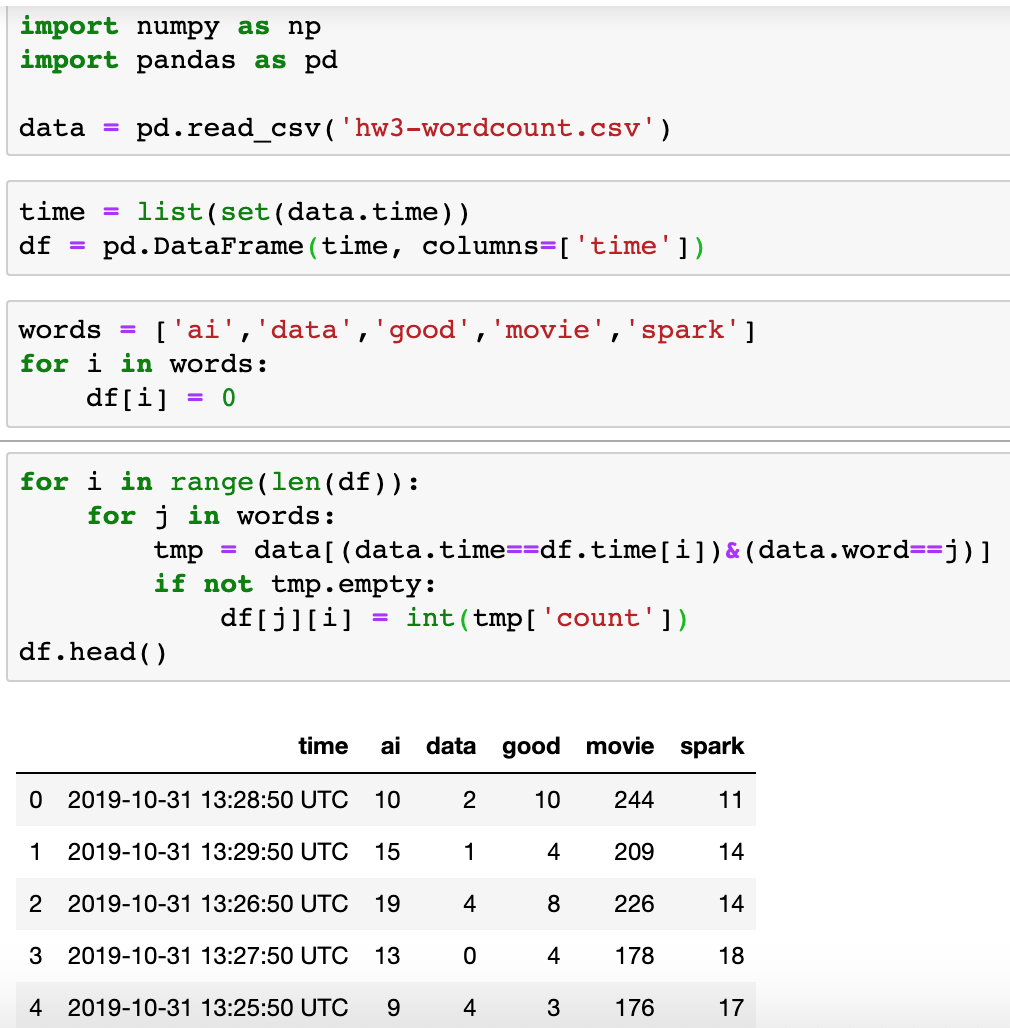 import numpy as np
import pandas as pd
data = pd.read_csv('hw3-wordcount.csv')
time = list(set(data.time))
df = pd.DataFrame(time, columns=['time'])
words = ['ai','data','good','movie','spark']
for i in words:
    df[i] = 0
for i in range(len(df)):
    for j in words:
        tmp = data[(data.time==df.time[i])&(data.word==j)]
        if not tmp.empty:
            df[j][i] = int(tmp['count'])
df.head()
time ai data good movie spark
0 2019-10-31 13:28:50 UTC 10 2 10 244 11
1 2019-10-31 13:29:50 UTC 15 1 4 209 14
2 2019-10-31 13:26:50 UTC 19 4 8 226 14
3 2019-10-31 13:27:50 UTC 13 0 4 178 18
4 2019-10-31 13:25:50 UTC 9 4 3 176 17